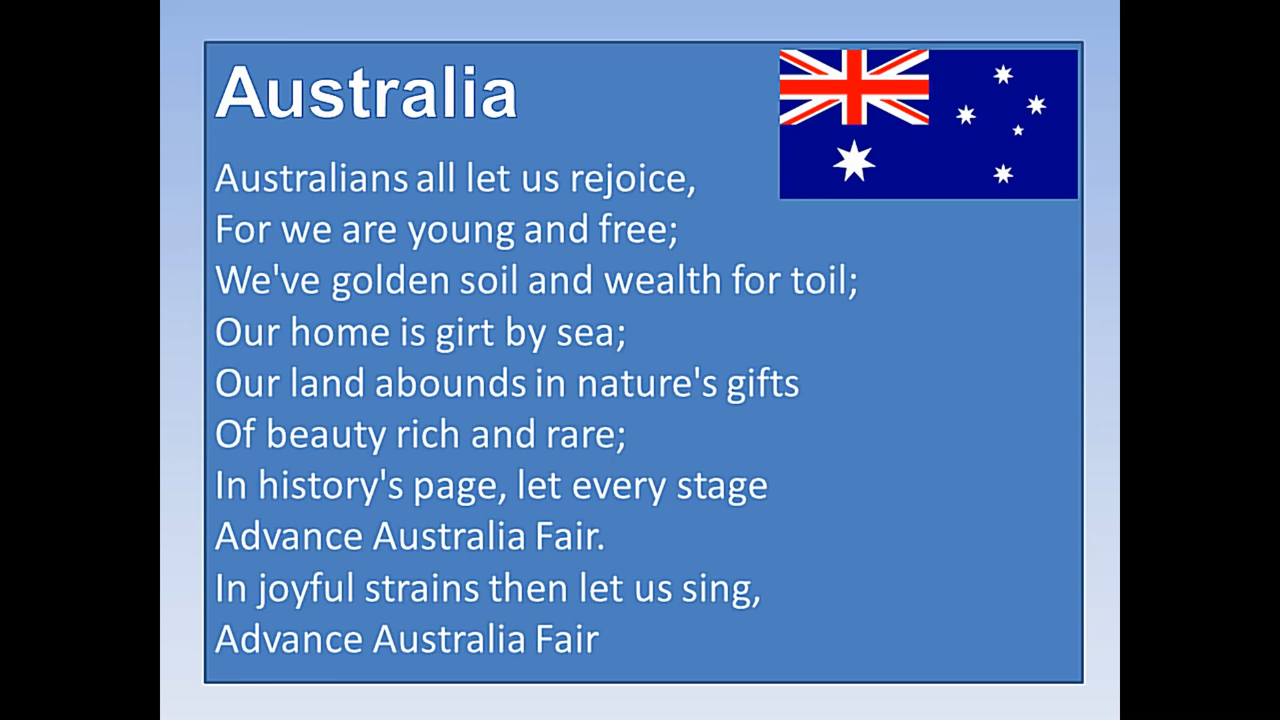 Australia
Australians all let us rejoice,
For we are young and free;
We've golden soil and wealth for toil;
Our home is girt by sea;
Our land abounds in nature's gifts
Of beauty rich and rare;
In history's page, let every stage
Advance Australia Fair.
In joyful strains then let us sing,
Advance Australia Fair